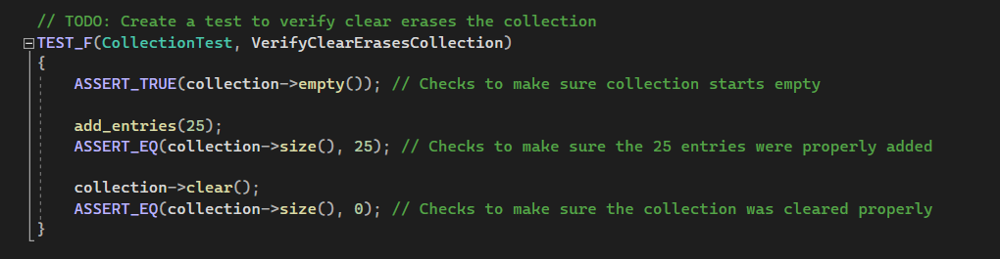 // TODO: Create a test to verify clear erases the collection
TEST_F(CollectionTest, VerifyClearErasesCollection)
{
ASSERT_TRUE(collection->empty()); // Checks to make sure collection starts empty
add_entries(25);
ASSERT_EQ(collection->size(), 25); // Checks to make sure the 25 entries were properly added
collection->clear();
ASSERT_EQ(collection->size(), 0); // Checks to make sure the collection was cleared properly
}